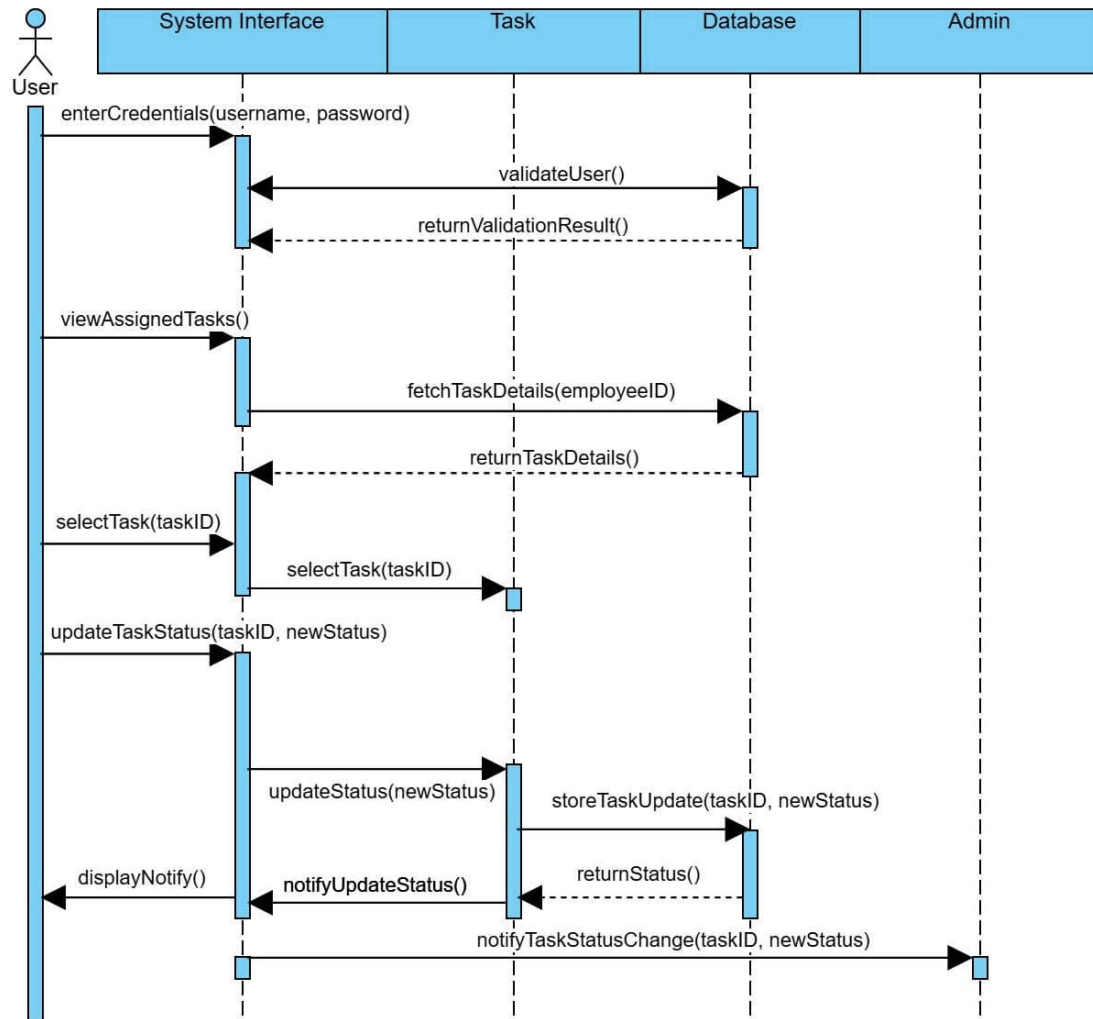 System Interface
Task
Database
Admin
User
enterCredentials(username, password)
validateUser()
returnValidationResult()
viewAssignedTasks()
fetchTaskDetails(employeeID)
returnTaskDetails()
selectTask(taskID)
selectTask(taskID)
updateTaskStatus(taskID, newStatus)
updateStatus(newStatus)
storeTaskUpdate(taskID, newStatus)
displayNotify()
notifyUpdateStatus()
returnStatus()
notifyTaskStatusChange(taskID, newStatus)